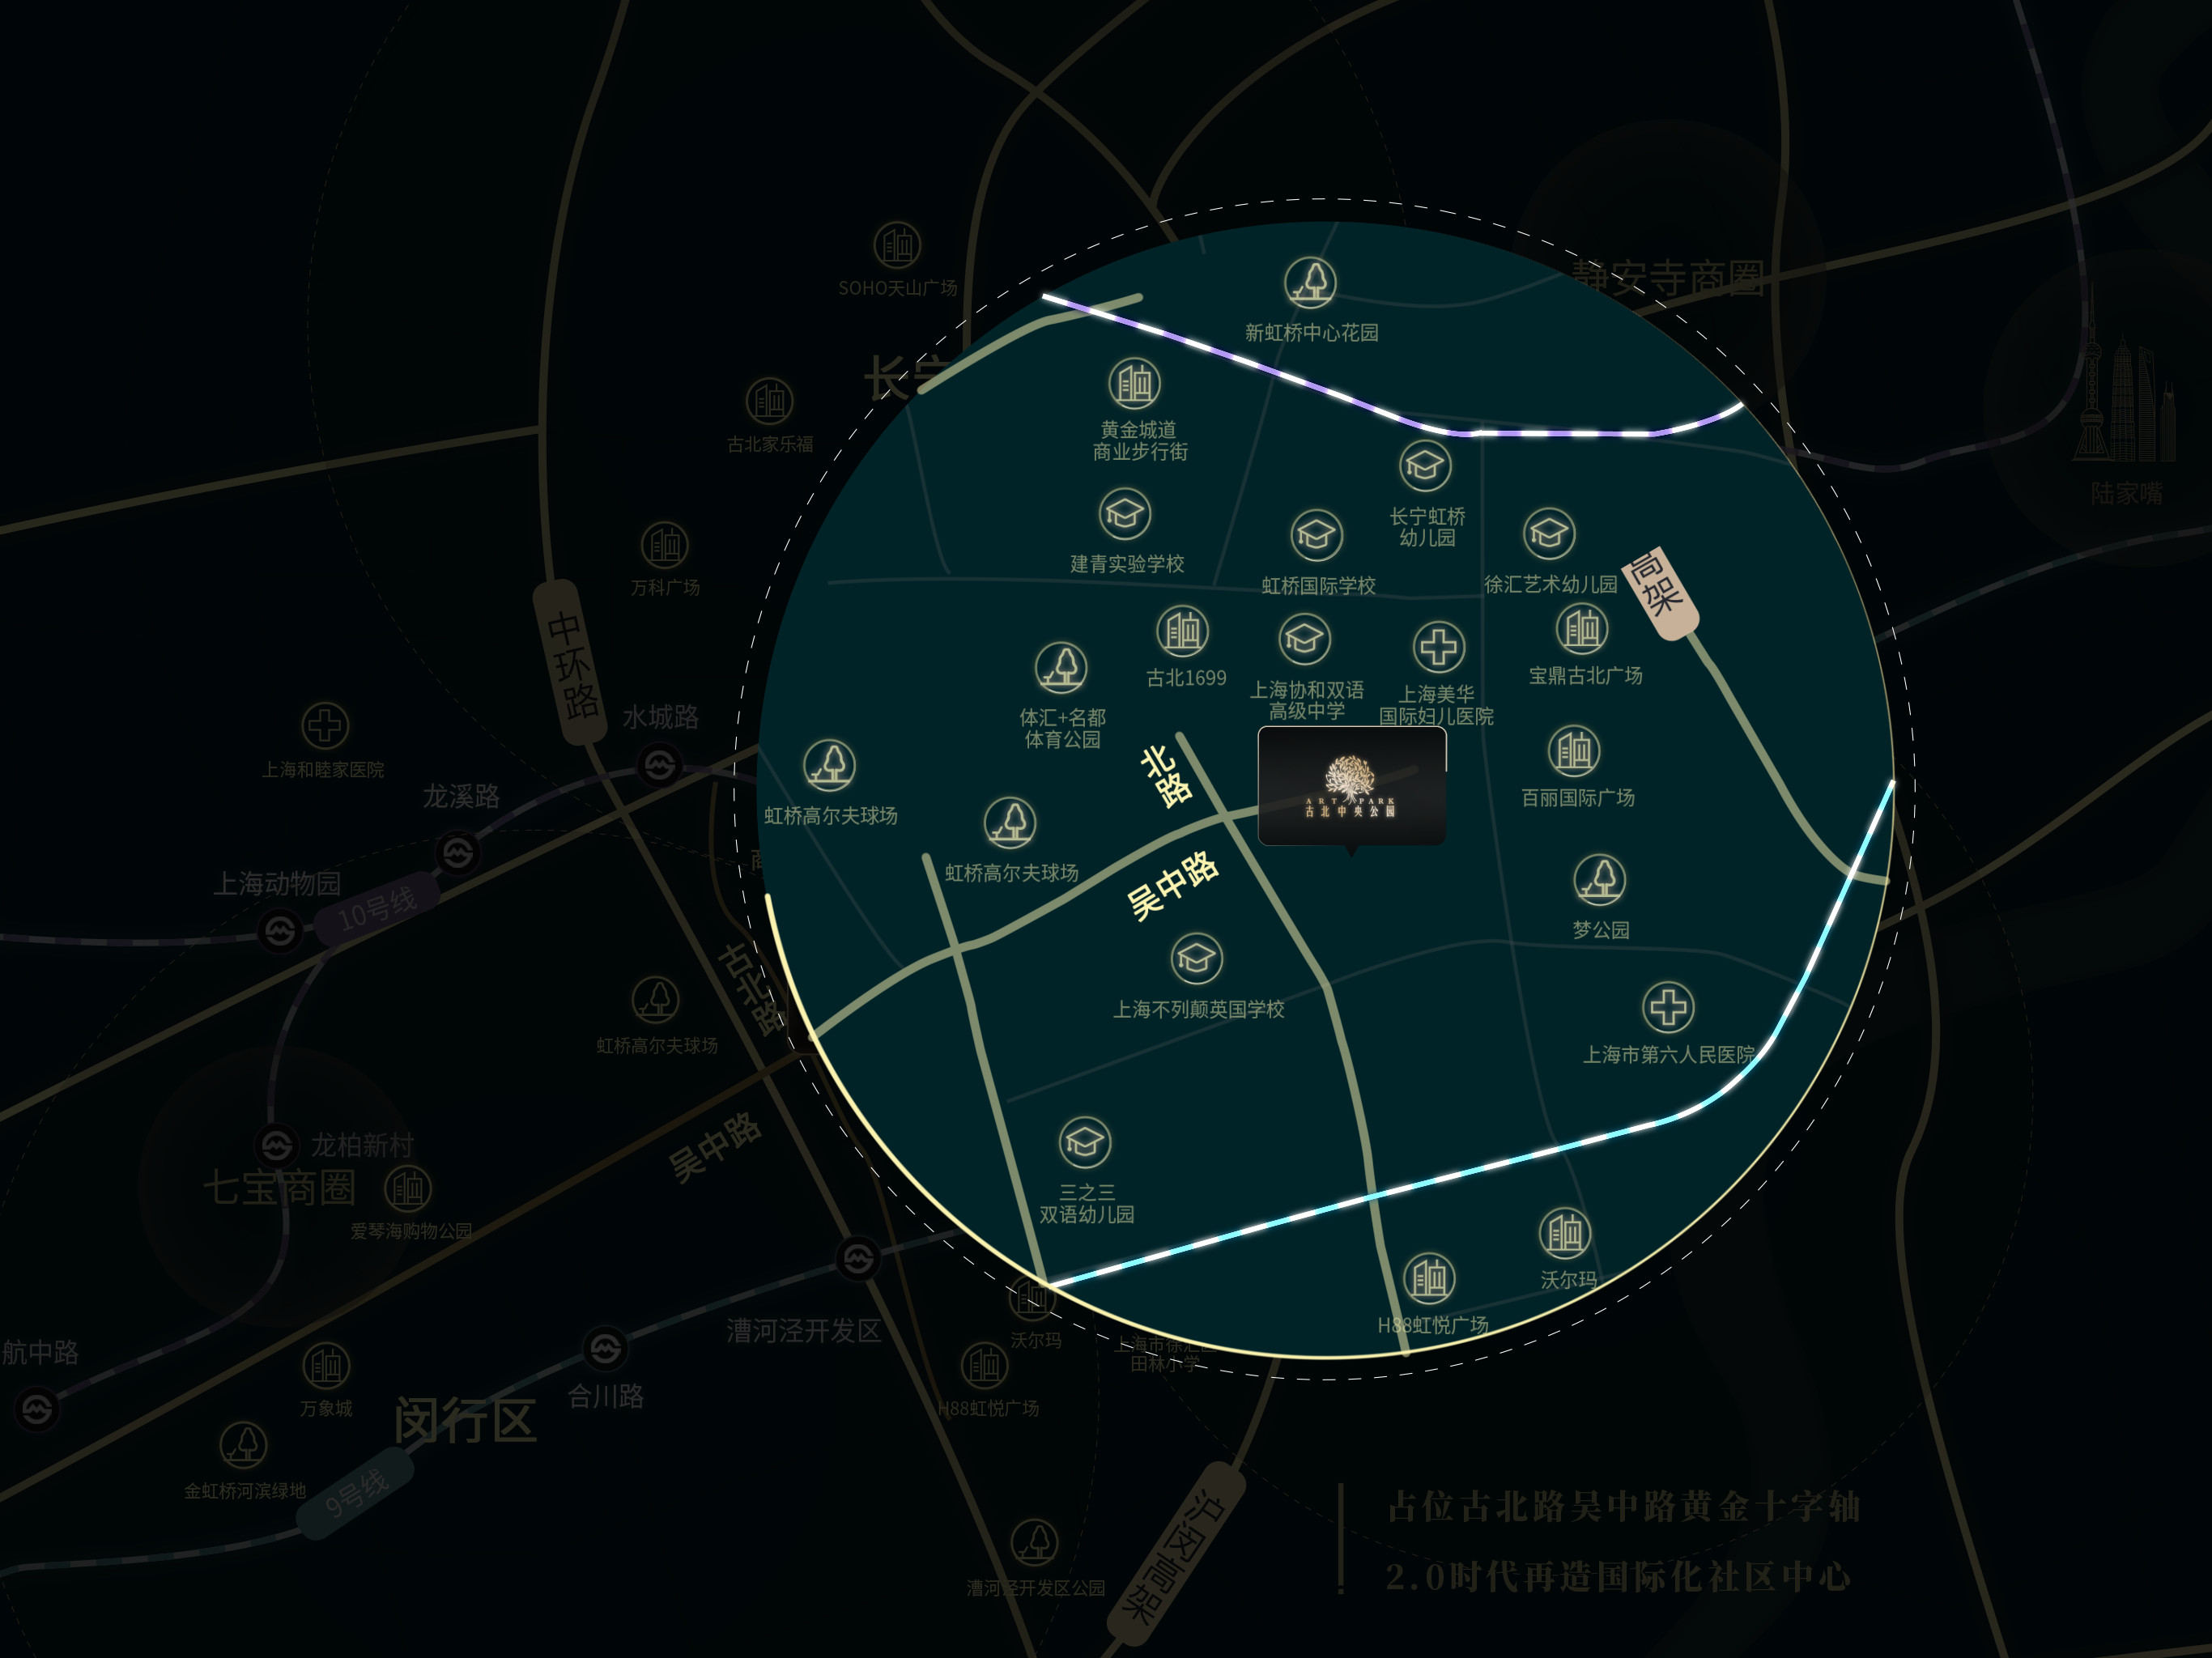 SOHO天山广场
静安寺商圈
新虹桥中心花园
长宁
古北家乐福
黄金城道
商业步行街
陆家嘴
长宁虹桥
幼儿园
万科广场
建青实验学校
虹桥国际学校
徐汇艺术幼儿园
高架
中环路
古北1699
上海协和双语
高级中学
上海美华
国际妇儿医院
宝鼎古北广场
体汇+名都
体育公园
水城路
上海和睦家医院
龙溪路
北路
虹桥高尔夫球场
虹桥高尔夫球场
ART PARK
古北中央公园
百丽国际广场
上海动物园
10号线
吴中路
梦公园
古北路
虹桥高尔夫球场
上海不列颠英国学校
上海市第六人民医院
吴中路
龙柏新村
七宝商圈
爱琴海购物公园
三之三
双语幼儿园
沃尔玛
H88虹悦广场
漕河泾开发区
沃尔玛
上海市徐汇区
田林小学
航中路
合川路
万象城
闵行区
H88虹悦广场
金虹桥河滨绿地
9号线
沪闵高架
漕河泾开发区公园
占位古北路吴中路黄金十字轴
2.0时代再造国际化社区中心